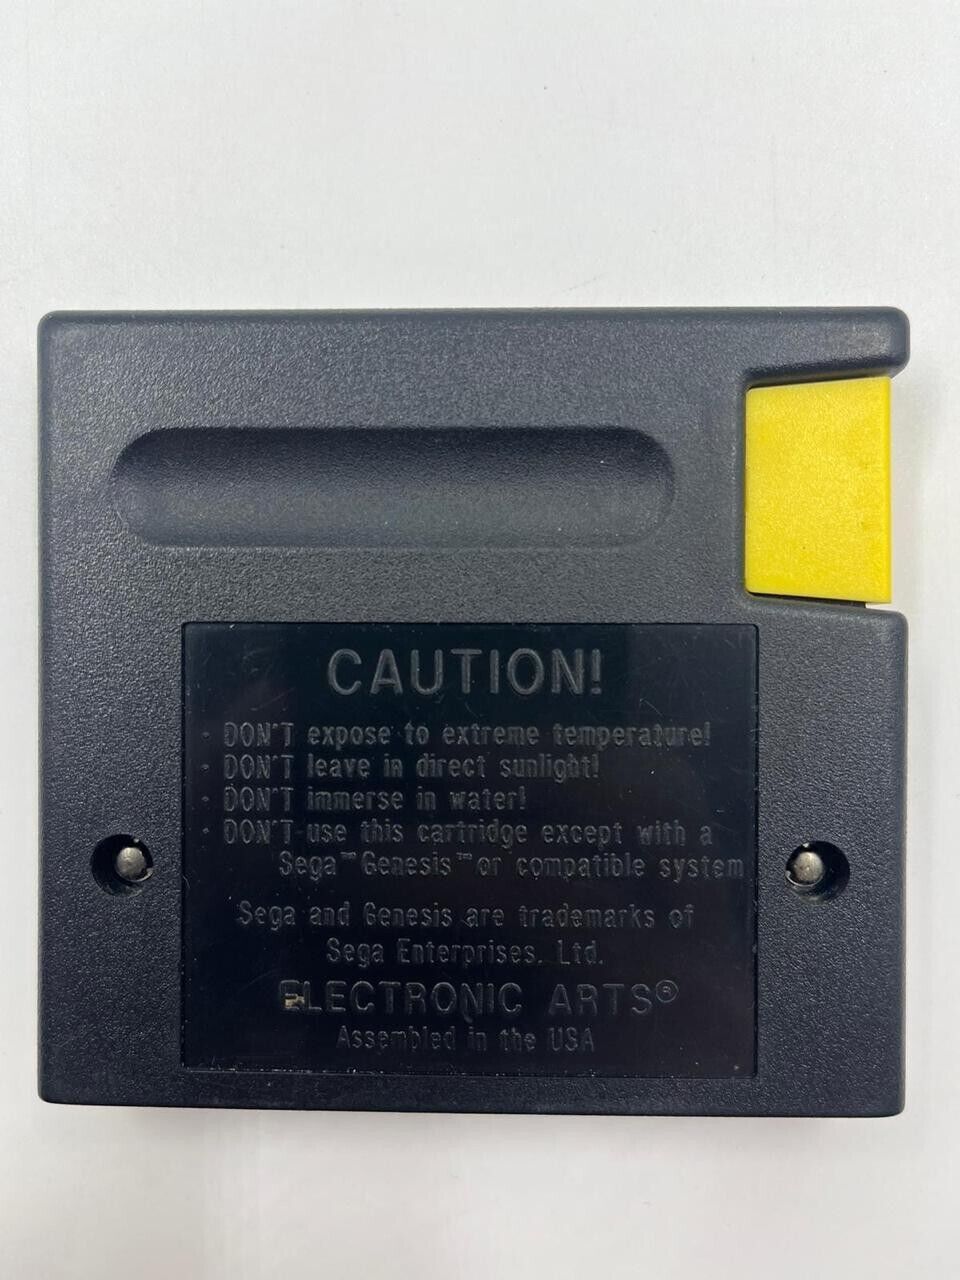 CAUTION!
· DON'T expose to extreme temperature!
· DON'T leave in direct sunlight!
· DON'T immerse in water!
· DON'T use this cartridge except with a
Sega™ Genesis™ or compatible system
Sega and Genesis are trademarks of
Sega Enterprises, Ltd.
ELECTRONIC ARTS®
Assembled in the USA